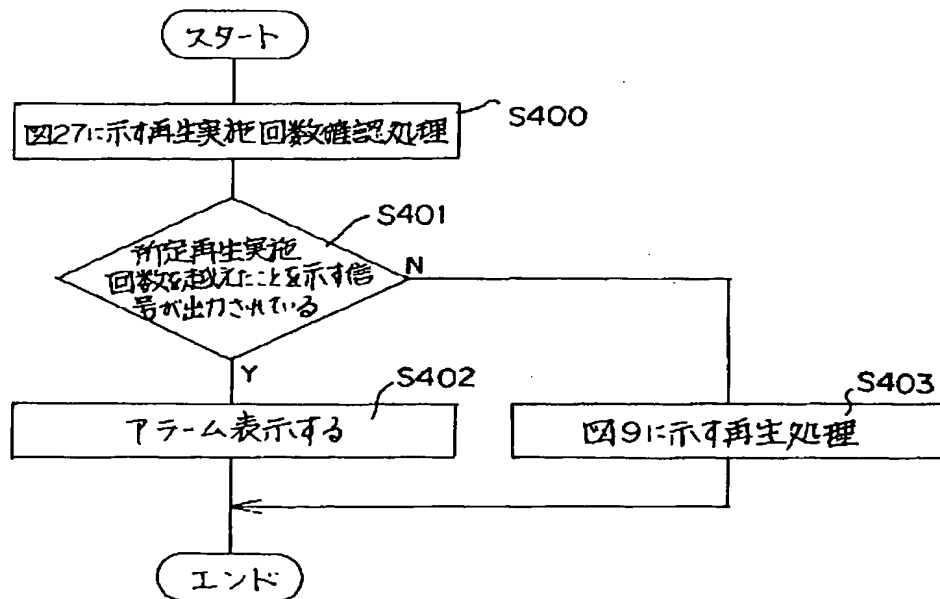 スタート
図27に示す再生実施回数確認処理
S400
S401
所定再生実施
回数を越えたことを示す信
号が出力されている
N
Y
S402
アラーム表示する
S403
図9に示す再生処理
エンド